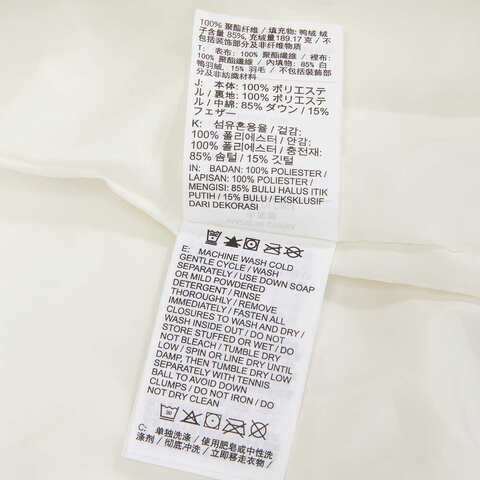 100% 聚酯纤维 / 填充物: 鸭绒 绒
子含量 85%, 充绒量189.17克 / 不
包括装饰部分及非纤维物质
T: 表布: 100% 聚酯纖維 / 裡布:
100% 聚酯纖維 / 內填物: 85% 白
鴨羽絨, 15% 羽毛 / 不包括裝飾部
分及非紡織材料
J: 本体: 100% ポリエステ
ル / 裏地: 100% ポリエステ
ル / 中綿: 85% ダウン / 15%
フェザー
K: 섬유혼용율 / 겉감:
100% 폴리에스터 / 안감:
100% 폴리에스터 / 충전재:
85% 솜털 / 15% 깃털
IN: BADAN: 100% POLIESTER /
LAPISAN: 100% POLIESTER /
MENGISI: 85% BULU HALUS ITIK
PUTIH / 15% BULU / EKSKLUSIF
DARI DEKORASI
E: MACHINE WASH COLD
GENTLE CYCLE / WASH
SEPARATELY / USE DOWN SOAP
OR MILD POWDERED
DETERGENT / RINSE
THOROUGHLY / REMOVE
IMMEDIATELY / FASTEN ALL
CLOSURES TO WASH AND DRY /
WASH INSIDE OUT / DO NOT
STORE STUFFED OR WET / DO
NOT BLEACH / TUMBLE DRY
LOW / SPIN OR LINE DRY UNTIL
DAMP, THEN TUMBLE DRY LOW
SEPARATELY WITH TENNIS
BALL TO AVOID DOWN
CLUMPS / DO NOT IRON / DO
NOT DRY CLEAN
C: 单独洗涤 / 使用肥皂或中性洗
涤剂 / 彻底冲洗 / 立即移走衣物 /